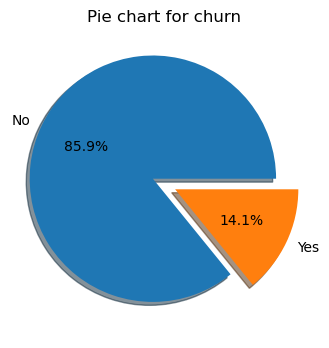 Pie chart for churn
No
85.9%
14.1%
Yes